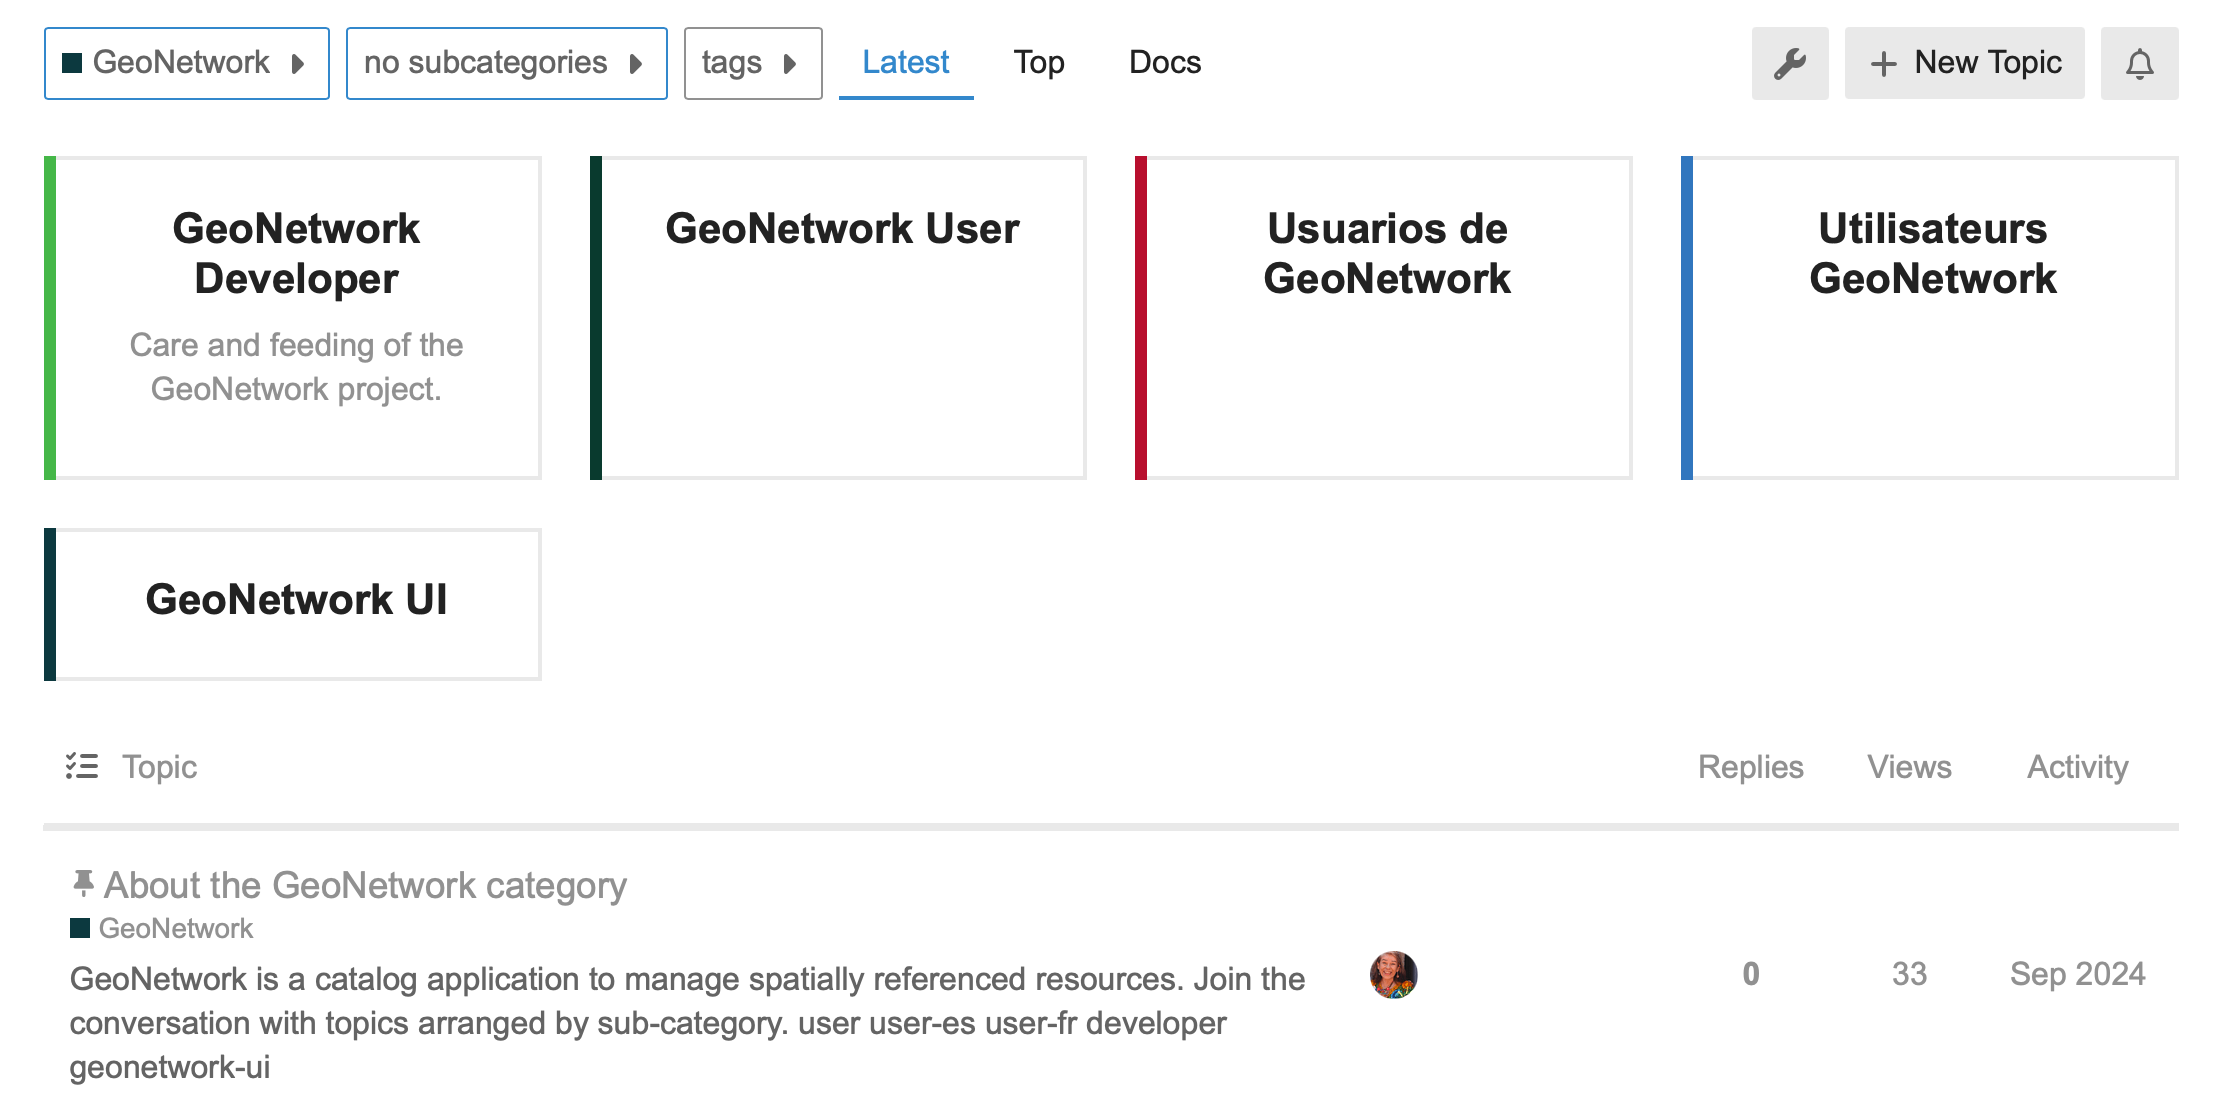 GeoNetwork
no subcategories
tags
Latest
Top
Docs
New Topic
GeoNetwork
Developer
Care and feeding of the
GeoNetwork project.
GeoNetwork User
Usuarios de
GeoNetwork
Utilisateurs
GeoNetwork
GeoNetwork UI
Topic
Replies
Views
Activity
About the GeoNetwork category
GeoNetwork
GeoNetwork is a catalog application to manage spatially referenced resources. Join the
conversation with topics arranged by sub-category. user user-es user-fr developer
geonetwork-ui
0
33
Sep 2024